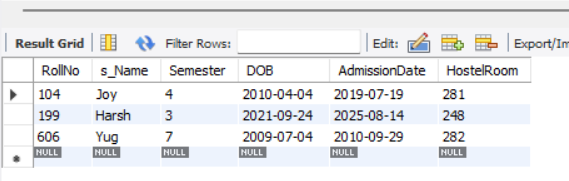 Result Grid Filter Rows: Edit: Export/Im
RollNo s_Name Semester DOB AdmissionDate HostelRoom
104 Joy 4 2010-04-04 2019-07-19 281
199 Harsh 3 2021-09-24 2025-08-14 248
606 Yug 7 2009-07-04 2010-09-29 282
NULL NULL NULL NULL NULL NULL